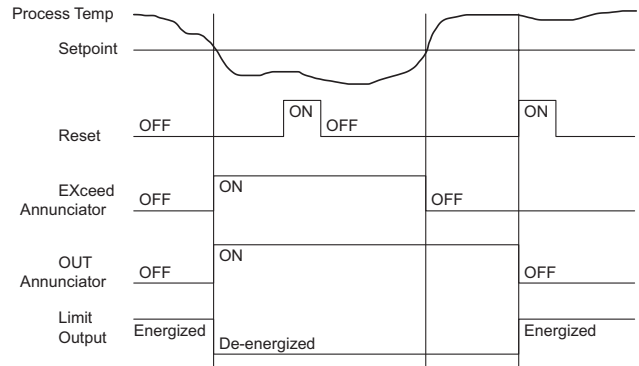 Process Temp
Setpoint
ON
OFF
OFF
ON
Reset
EXceed
Annunciator
ON
OFF
OFF
OUT
Annunciator
ON
OFF
OFF
Limit
Output
Energized
De-energized
Energized